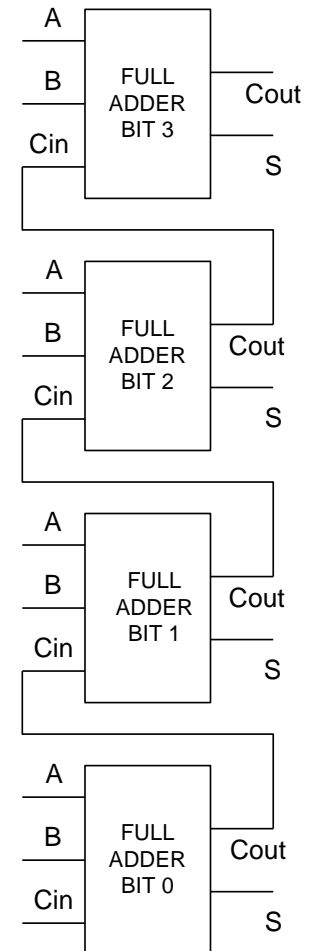 A
B
Cin
FULL
ADDER
BIT 3
Cout
S
A
B
Cin
FULL
ADDER
BIT 2
Cout
S
A
B
Cin
FULL
ADDER
BIT 1
Cout
S
A
B
Cin
FULL
ADDER
BIT 0
Cout
S